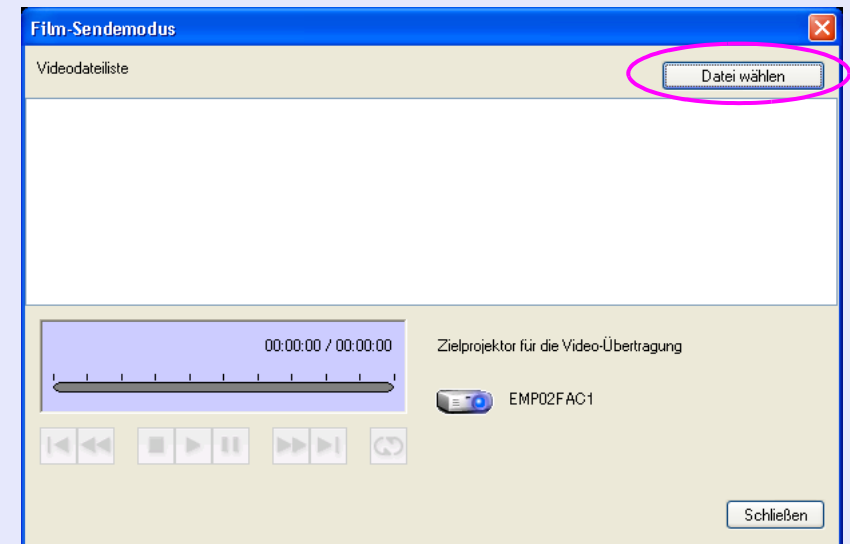 Film-Sendemodus
Videodateiliste
Datei wählen
00:00:00 / 00:00:00
Zielprojektor für die Video-Übertragung
EMP02FAC1
Schließen